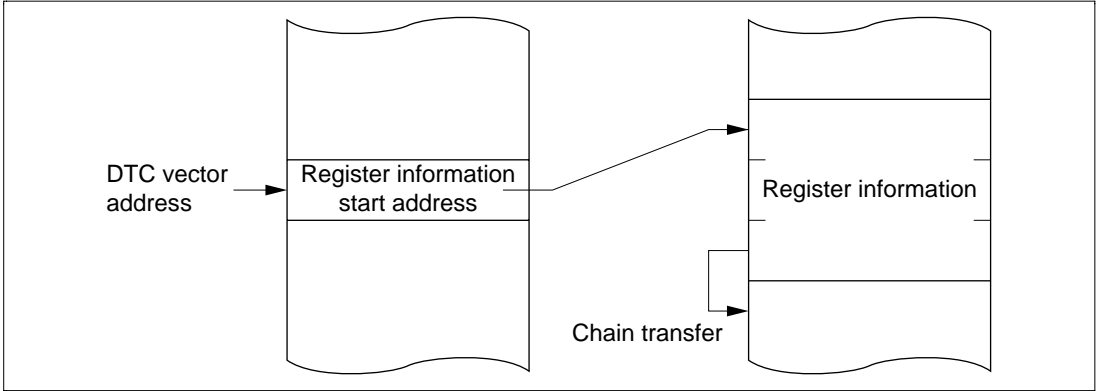 DTC vector
address
Register information
start address
Register information
Chain transfer